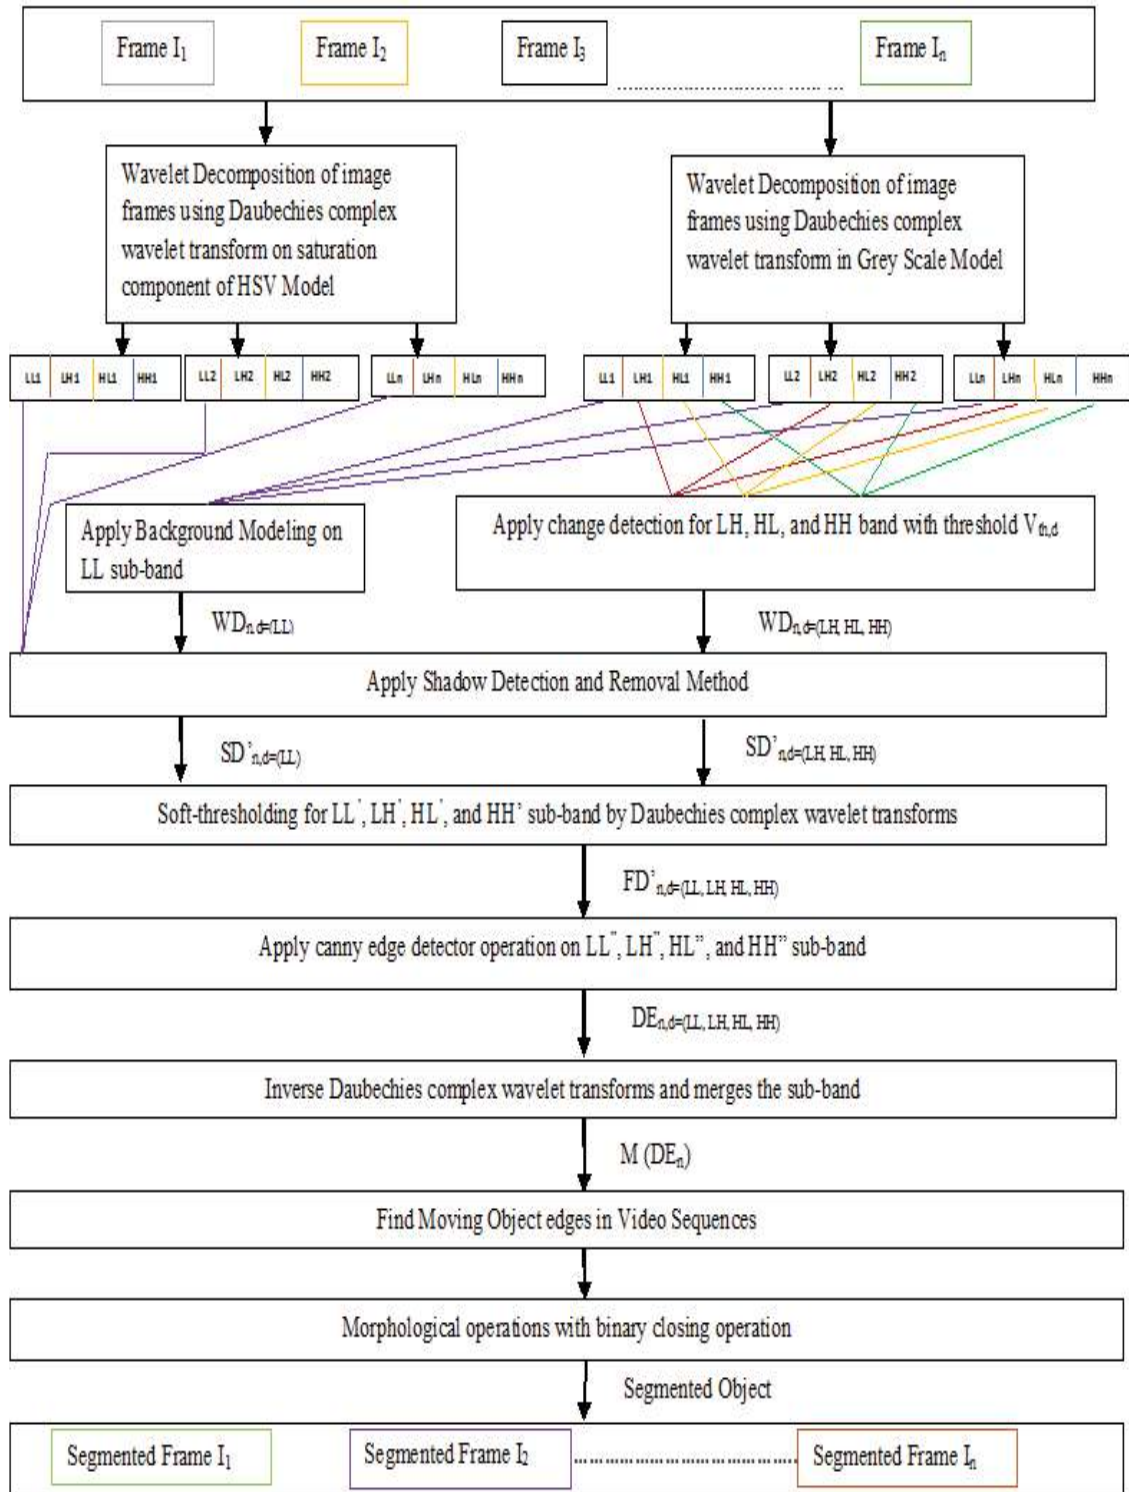 Frame I₁ Frame I₂ Frame I₃ ............................ ...... ... Frame Iₙ
Wavelet Decomposition of image
frames using Daubechies complex
wavelet transform on saturation
component of HSV Model
Wavelet Decomposition of image
frames using Daubechies complex
wavelet transform in Grey Scale Model
LL1 LH1 HL1 HH1 LL2 LH2 HL2 HH2 LLn LHn HLn HHn LL1 LH1 HL1 HH1 LL2 LH2 HL2 HH2 LLn LHn HLn HHn
Apply Background Modeling on
LL sub-band
Apply change detection for LH, HL, and HH band with threshold Vth,d
WDn,d=(LL) WDn,d=(LH, HL, HH)
Apply Shadow Detection and Removal Method
SD’n,d=(LL) SD’n,d=(LH, HL, HH)
Soft-thresholding for LL', LH', HL', and HH’ sub-band by Daubechies complex wavelet transforms
FD’n,d=(LL, LH, HL, HH)
Apply canny edge detector operation on LL”, LH”, HL”, and HH” sub-band
DEn,d=(LL, LH, HL, HH)
Inverse Daubechies complex wavelet transforms and merges the sub-band
M (DEₙ)
Find Moving Object edges in Video Sequences
Morphological operations with binary closing operation
Segmented Object
Segmented Frame I₁ Segmented Frame I₂ ........................................ Segmented Frame Iₙ